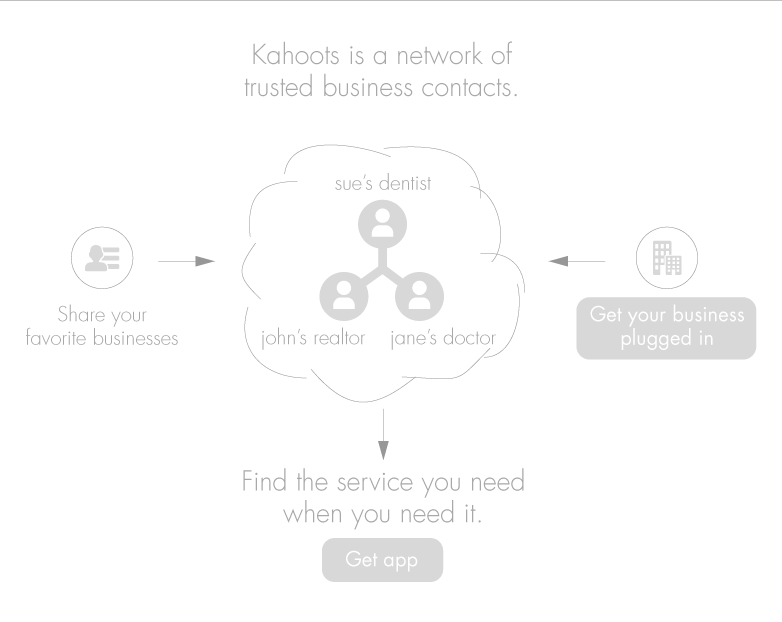 Kahoots is a network of
trusted business contacts.
sue's dentist
john's realtor
jane's doctor
Share your
favorite businesses
Get your business
plugged in
Find the service you need
when you need it.
Get app